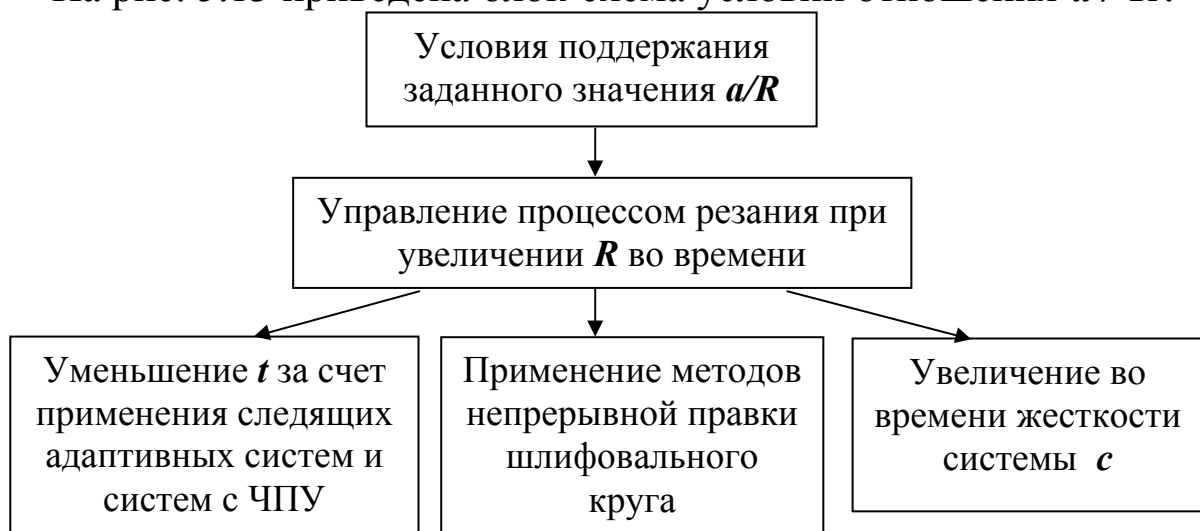 Условия поддержания
заданного значения a/R
Управление процессом резания при
увеличении R во времени
Уменьшение t за счет
применения следящих
адаптивных систем и
систем с ЧПУ
Применение методов
непрерывной правки
шлифовального
круга
Увеличение во
времени жесткости
системы c